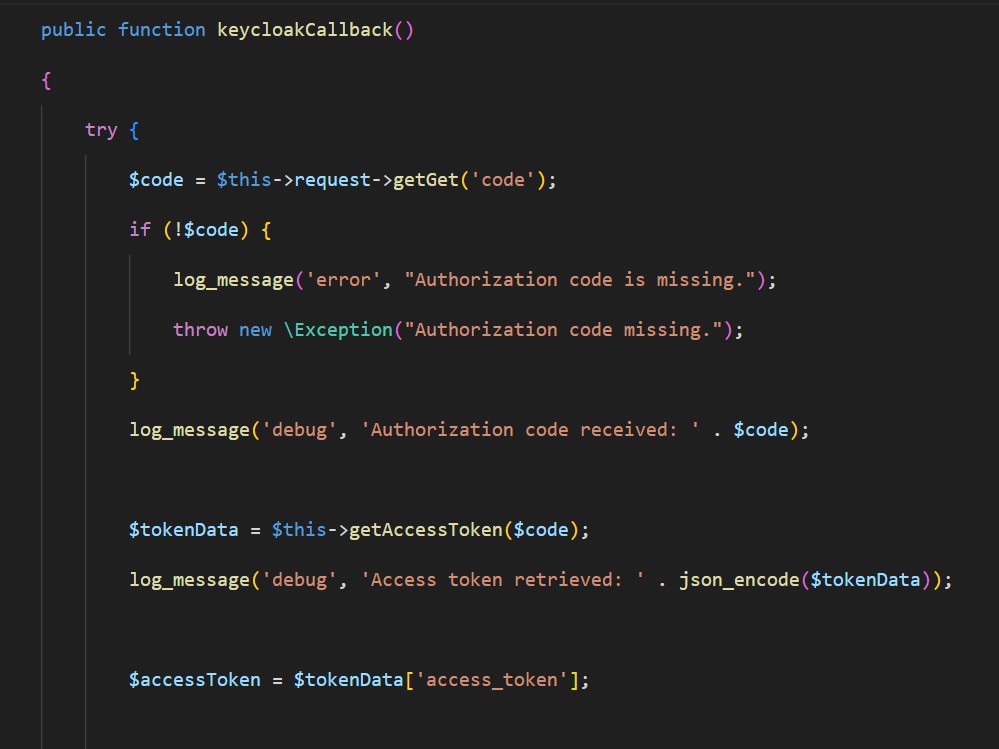 public function keycloakCallback()
{
try {
$code = $this->request->getGet('code');
if (!$code) {
log_message('error', "Authorization code is missing.");
throw new \Exception("Authorization code missing.");
}
log_message('debug', 'Authorization code received: ' . $code);
$tokenData = $this->getAccessToken($code);
log_message('debug', 'Access token retrieved: ' . json_encode($tokenData));
$accessToken = $tokenData['access_token'];